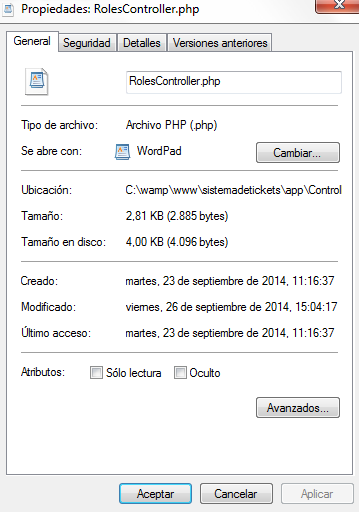 Propiedades: RolesController.php
General Seguridad Detalles Versiones anteriores
RolesController.php
Tipo de archivo: Archivo PHP (.php)
Se abre con: WordPad Cambiar...
Ubicación: C:\wamp\www\sistemadetickets\app\Control
Tamaño: 2,81 KB (2.885 bytes)
Tamaño en disco: 4,00 KB (4.096 bytes)
Creado: martes, 23 de septiembre de 2014, 11:16:37
Modificado: viernes, 26 de septiembre de 2014, 15:04:17
Último acceso: martes, 23 de septiembre de 2014, 11:16:37
Atributos: Sólo lectura Oculto
Avanzados...
Aceptar Cancelar Aplicar